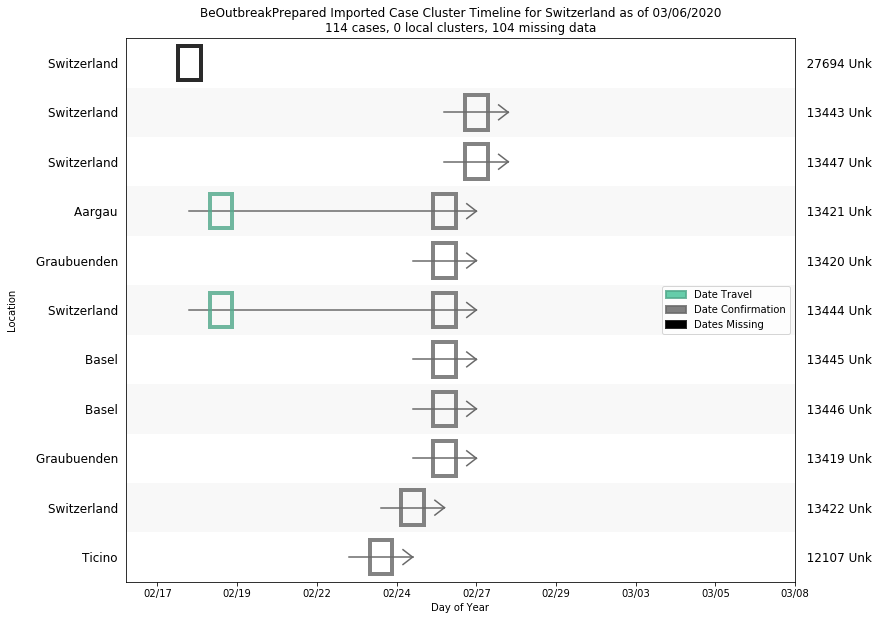 BeOutbreakPrepared Imported Case Cluster Timeline for Switzerland as of 03/06/2020
114 cases, 0 local clusters, 104 missing data
Switzerland 27694 Unk
Switzerland 13443 Unk
Switzerland 13447 Unk
Aargau 13421 Unk
Graubuenden 13420 Unk
Switzerland 13444 Unk
Basel 13445 Unk
Basel 13446 Unk
Graubuenden 13419 Unk
Switzerland 13422 Unk
Ticino 12107 Unk
Location
Date Travel
Date Confirmation
Dates Missing
02/17 02/19 02/22 02/24 02/27 02/29 03/03 03/05 03/08
Day of Year